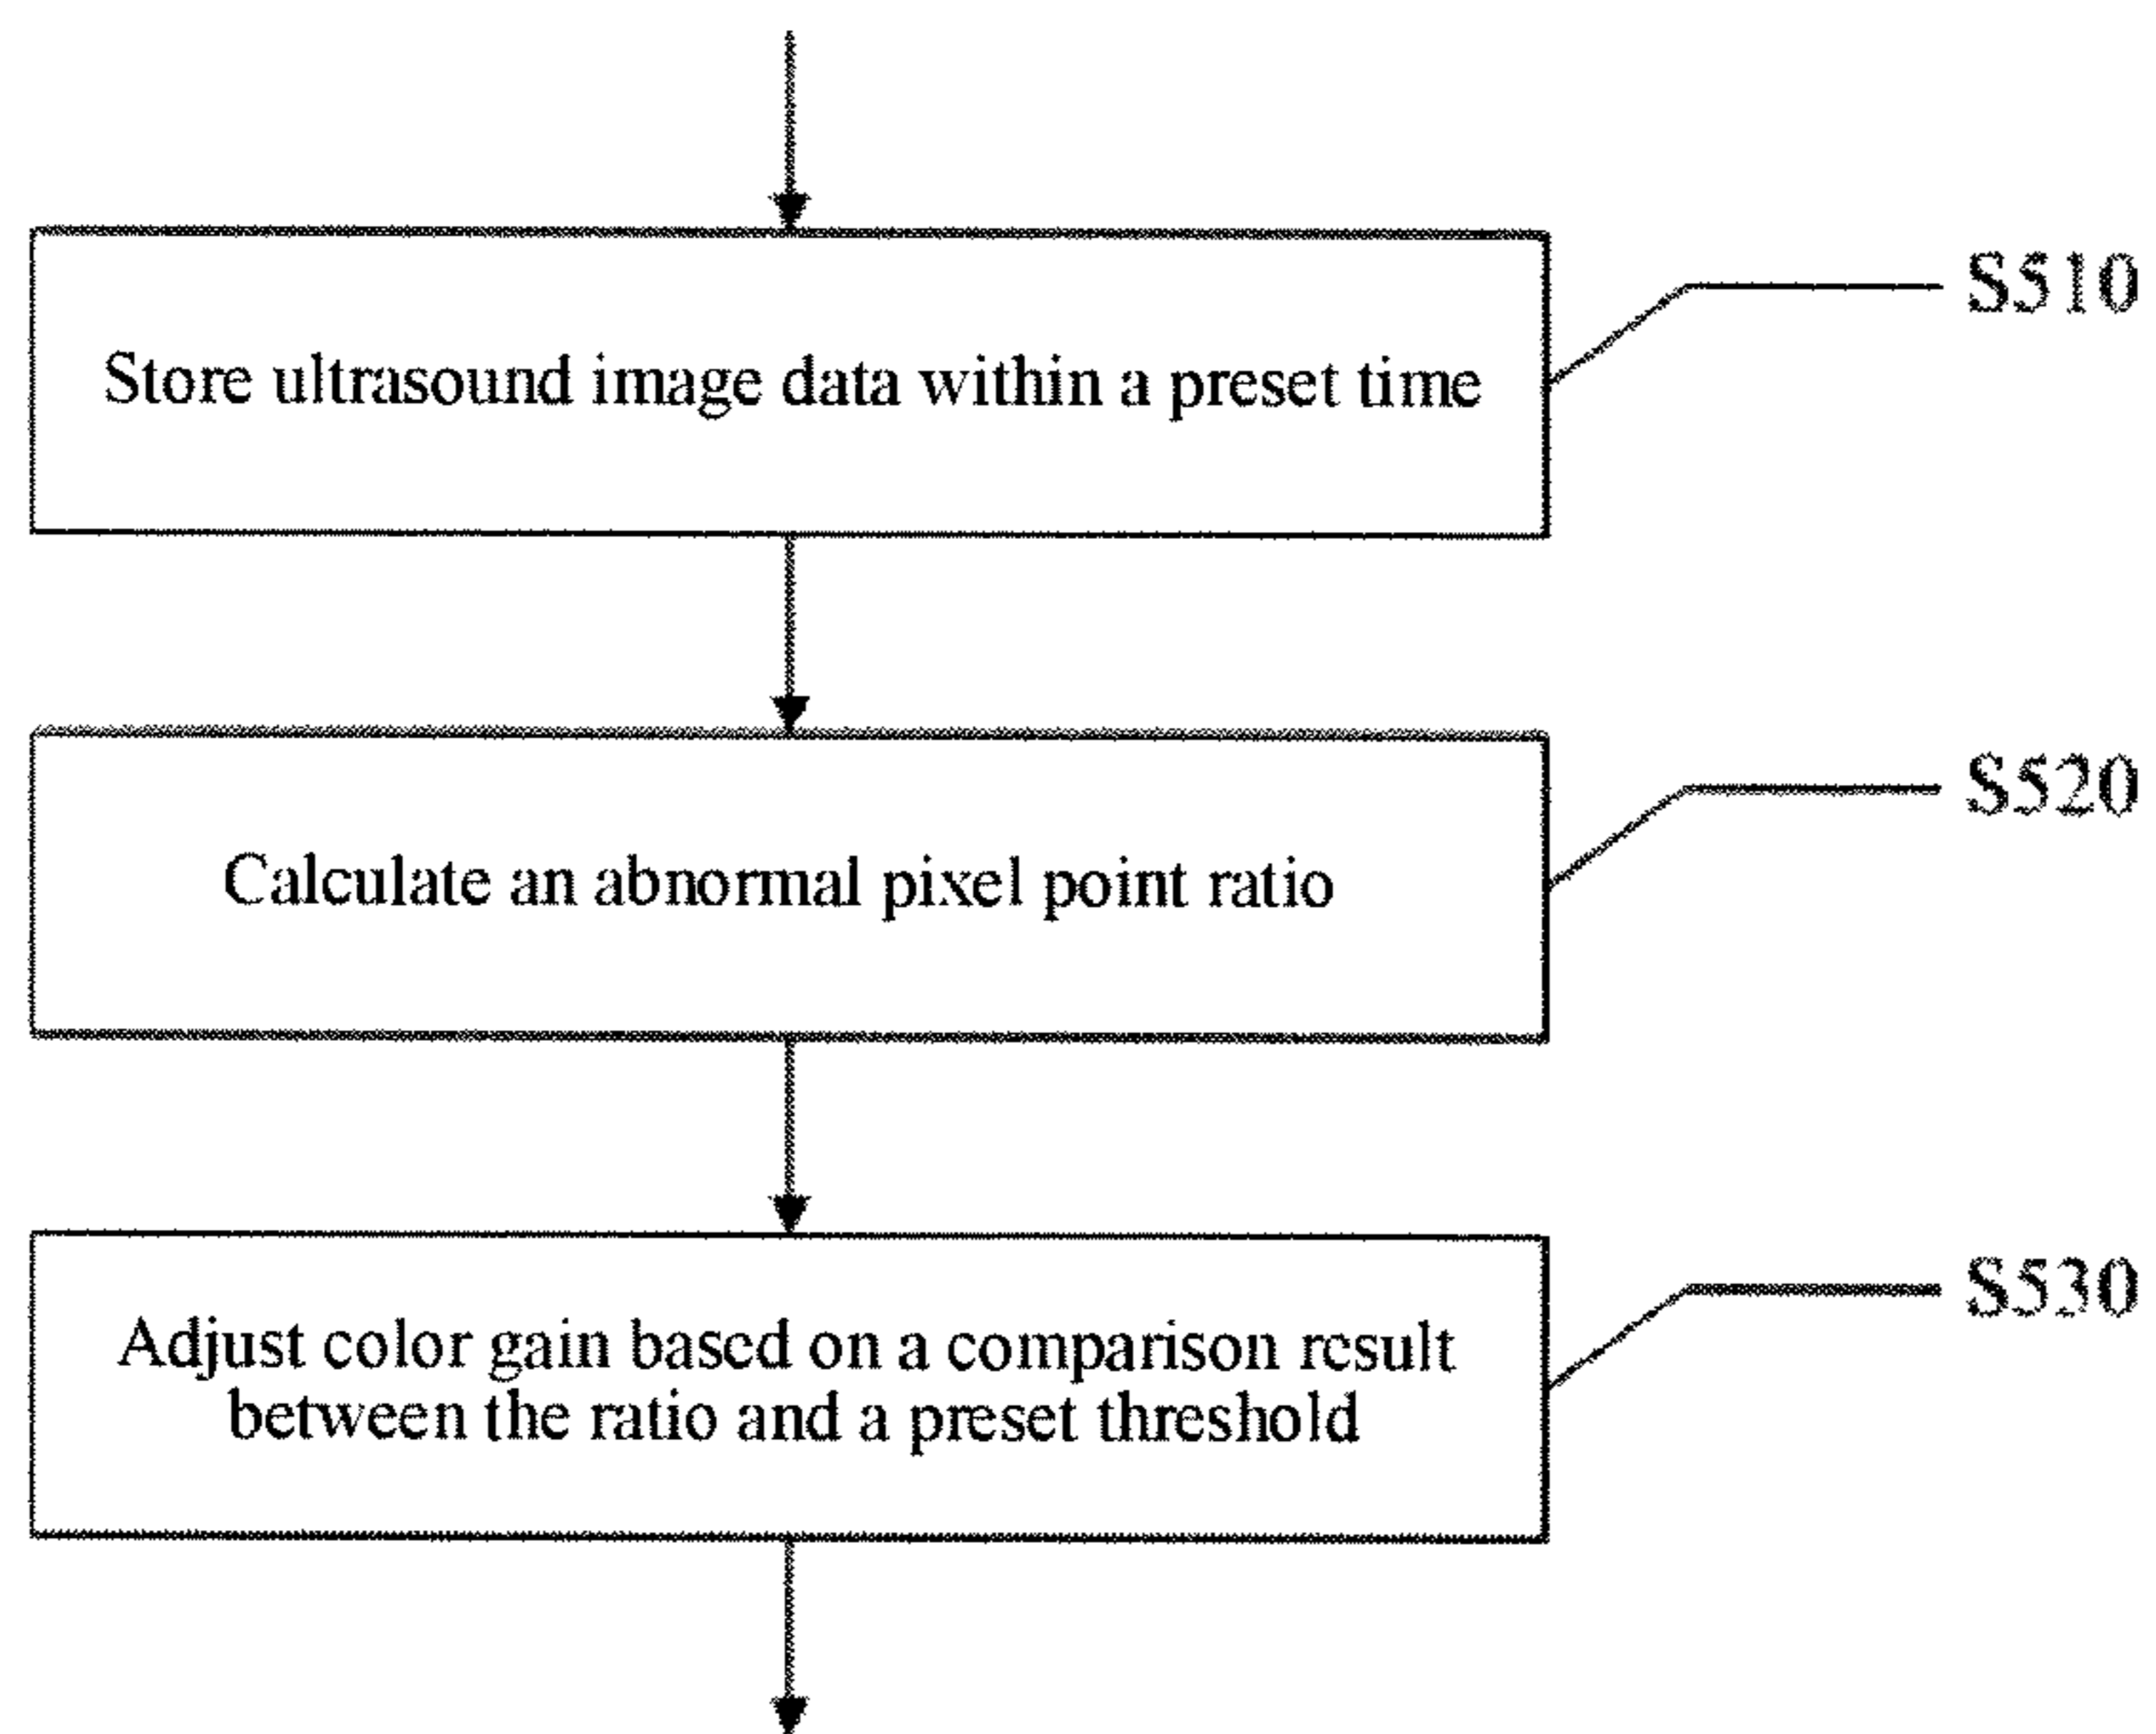 Store ultrasound image data within a preset time
S510
Calculate an abnormal pixel point ratio
S520
Adjust color gain based on a comparison result
between the ratio and a preset threshold
S530